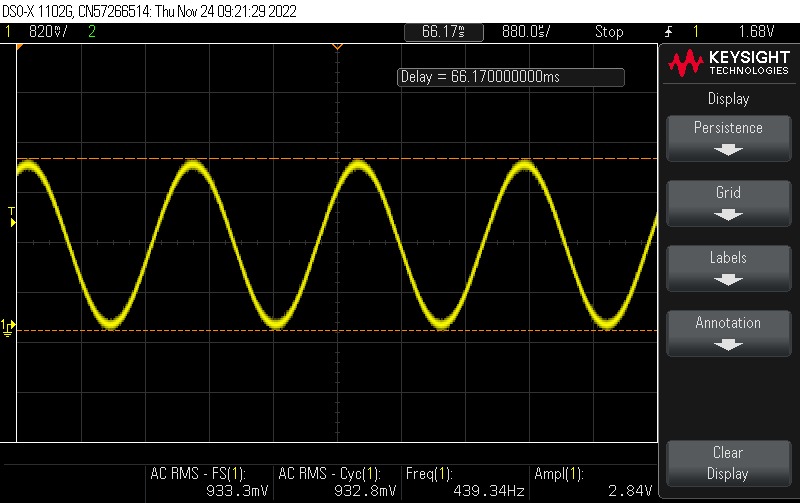 DSO-X 1102G, CN57266514: Thu Nov 24 09:21:29 2022
1 820mV/ 2 66.17ms 880.0us/ Stop 1 1.68V
KEYSIGHT
TECHNOLOGIES
Delay = 66.170000000ms
Display
Persistence
Grid
T
Labels
1
Annotation
Clear
Display
AC RMS - FS(1): AC RMS - Cyc(1): Freq(1): Ampl(1):
933.3mV 932.8mV 439.34Hz 2.84V